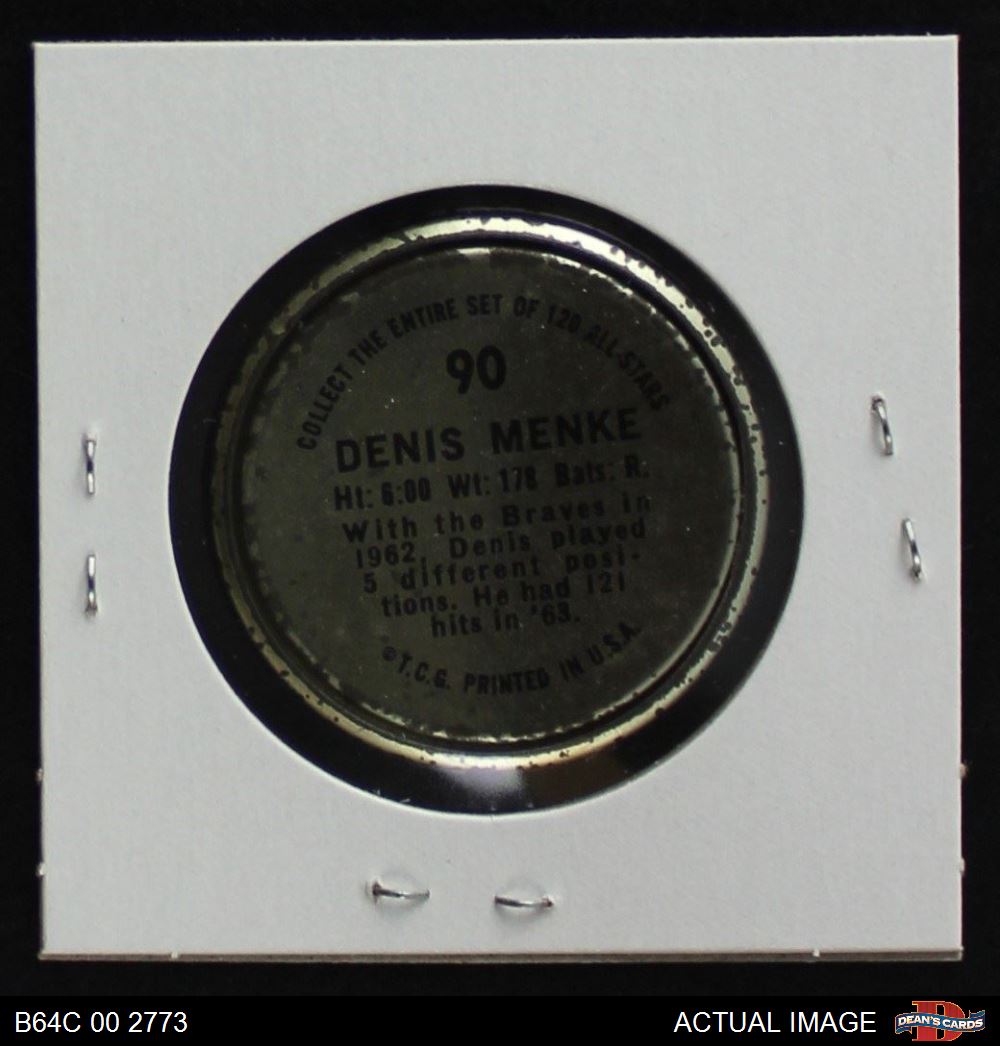 COLLECT THE ENTIRE SET OF 120 ALL-STARS
90
DENIS MENKE
Ht: 6:00 Wt: 178 Bats: R.
With the Braves in
1962, Denis played
5 different posi-
tions. He had 121
hits in '63.
©T.C.G. PRINTED IN U.S.A.
B64C 00 2773
ACTUAL IMAGE
DEAN'S CARDS